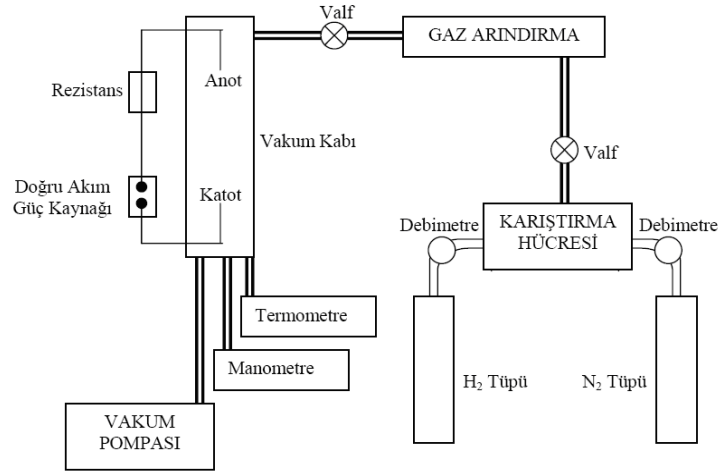 Valf
GAZ ARINDIRMA
Rezistans
Anot
Vakum Kabı
Valf
Doğru Akım
Güç Kaynağı
Katot
Debimetre
KARIŞTIRMA
HÜCRESİ
Debimetre
Termometre
Manometre
H₂ Tüpü
N₂ Tüpü
VAKUM
POMPASI